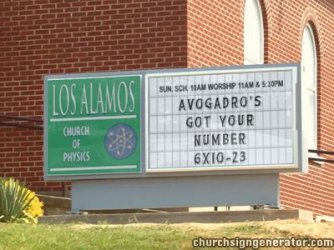 LOS ALAMOS
CHURCH
OF
PHYSICS
SUN. SCH. 10AM WORSHIP 11AM & 5:30PM
AVOGADRO'S
GOT YOUR
NUMBER
6X10-23
churchsigngenerator.com